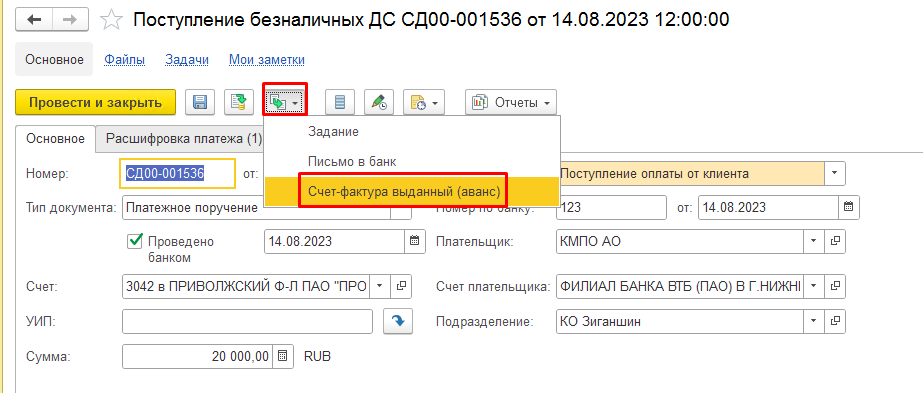 Поступление безналичных ДС СД00-001536 от 14.08.2023 12:00:00
Основное Файлы Задачи Мои заметки
Провести и закрыть Отчеты
Основное Расшифровка платежа (1)
Задание
Письмо в банк
Счет-фактура выданный (аванс)
Номер: СД00-001536 от: Поступление оплаты от клиента
Тип документа: Платежное поручение Номер по банку: 123 от: 14.08.2023
Проведено банком 14.08.2023 Плательщик: КМПО АО
Счет: 3042 в ПРИВОЛЖСКИЙ Ф-Л ПАО "ПРО Счет плательщика: ФИЛИАЛ БАНКА ВТБ (ПАО) В Г.НИЖНІ
УИП: Подразделение: КО Зиганшин
Сумма: 20 000,00 RUB